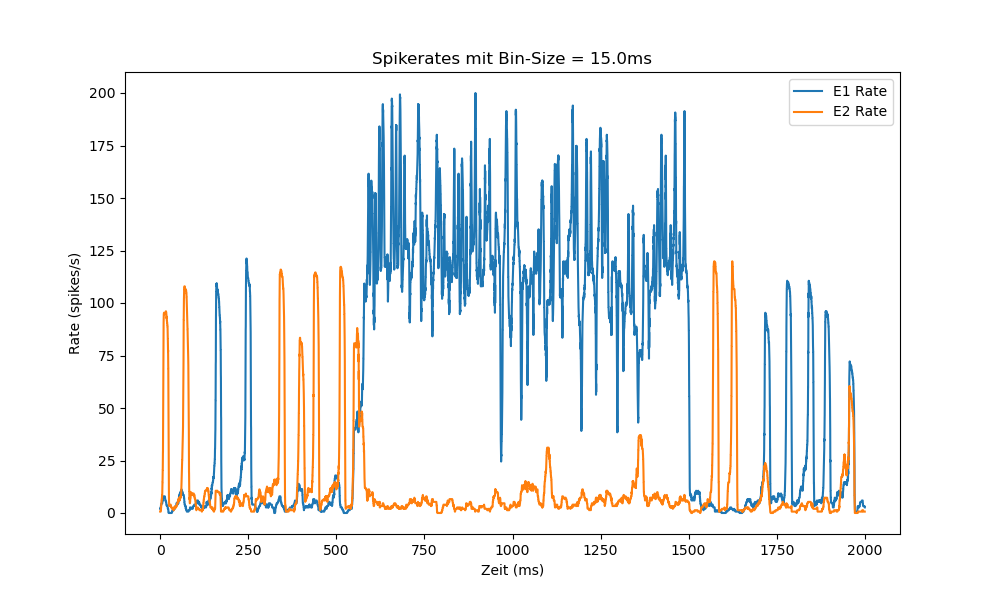 Spikerates mit Bin-Size = 15.0ms
E1 Rate
E2 Rate
200
175
150
125
100
75
50
25
0
Rate (spikes/s)
0 250 500 750 1000 1250 1500 1750 2000
Zeit (ms)